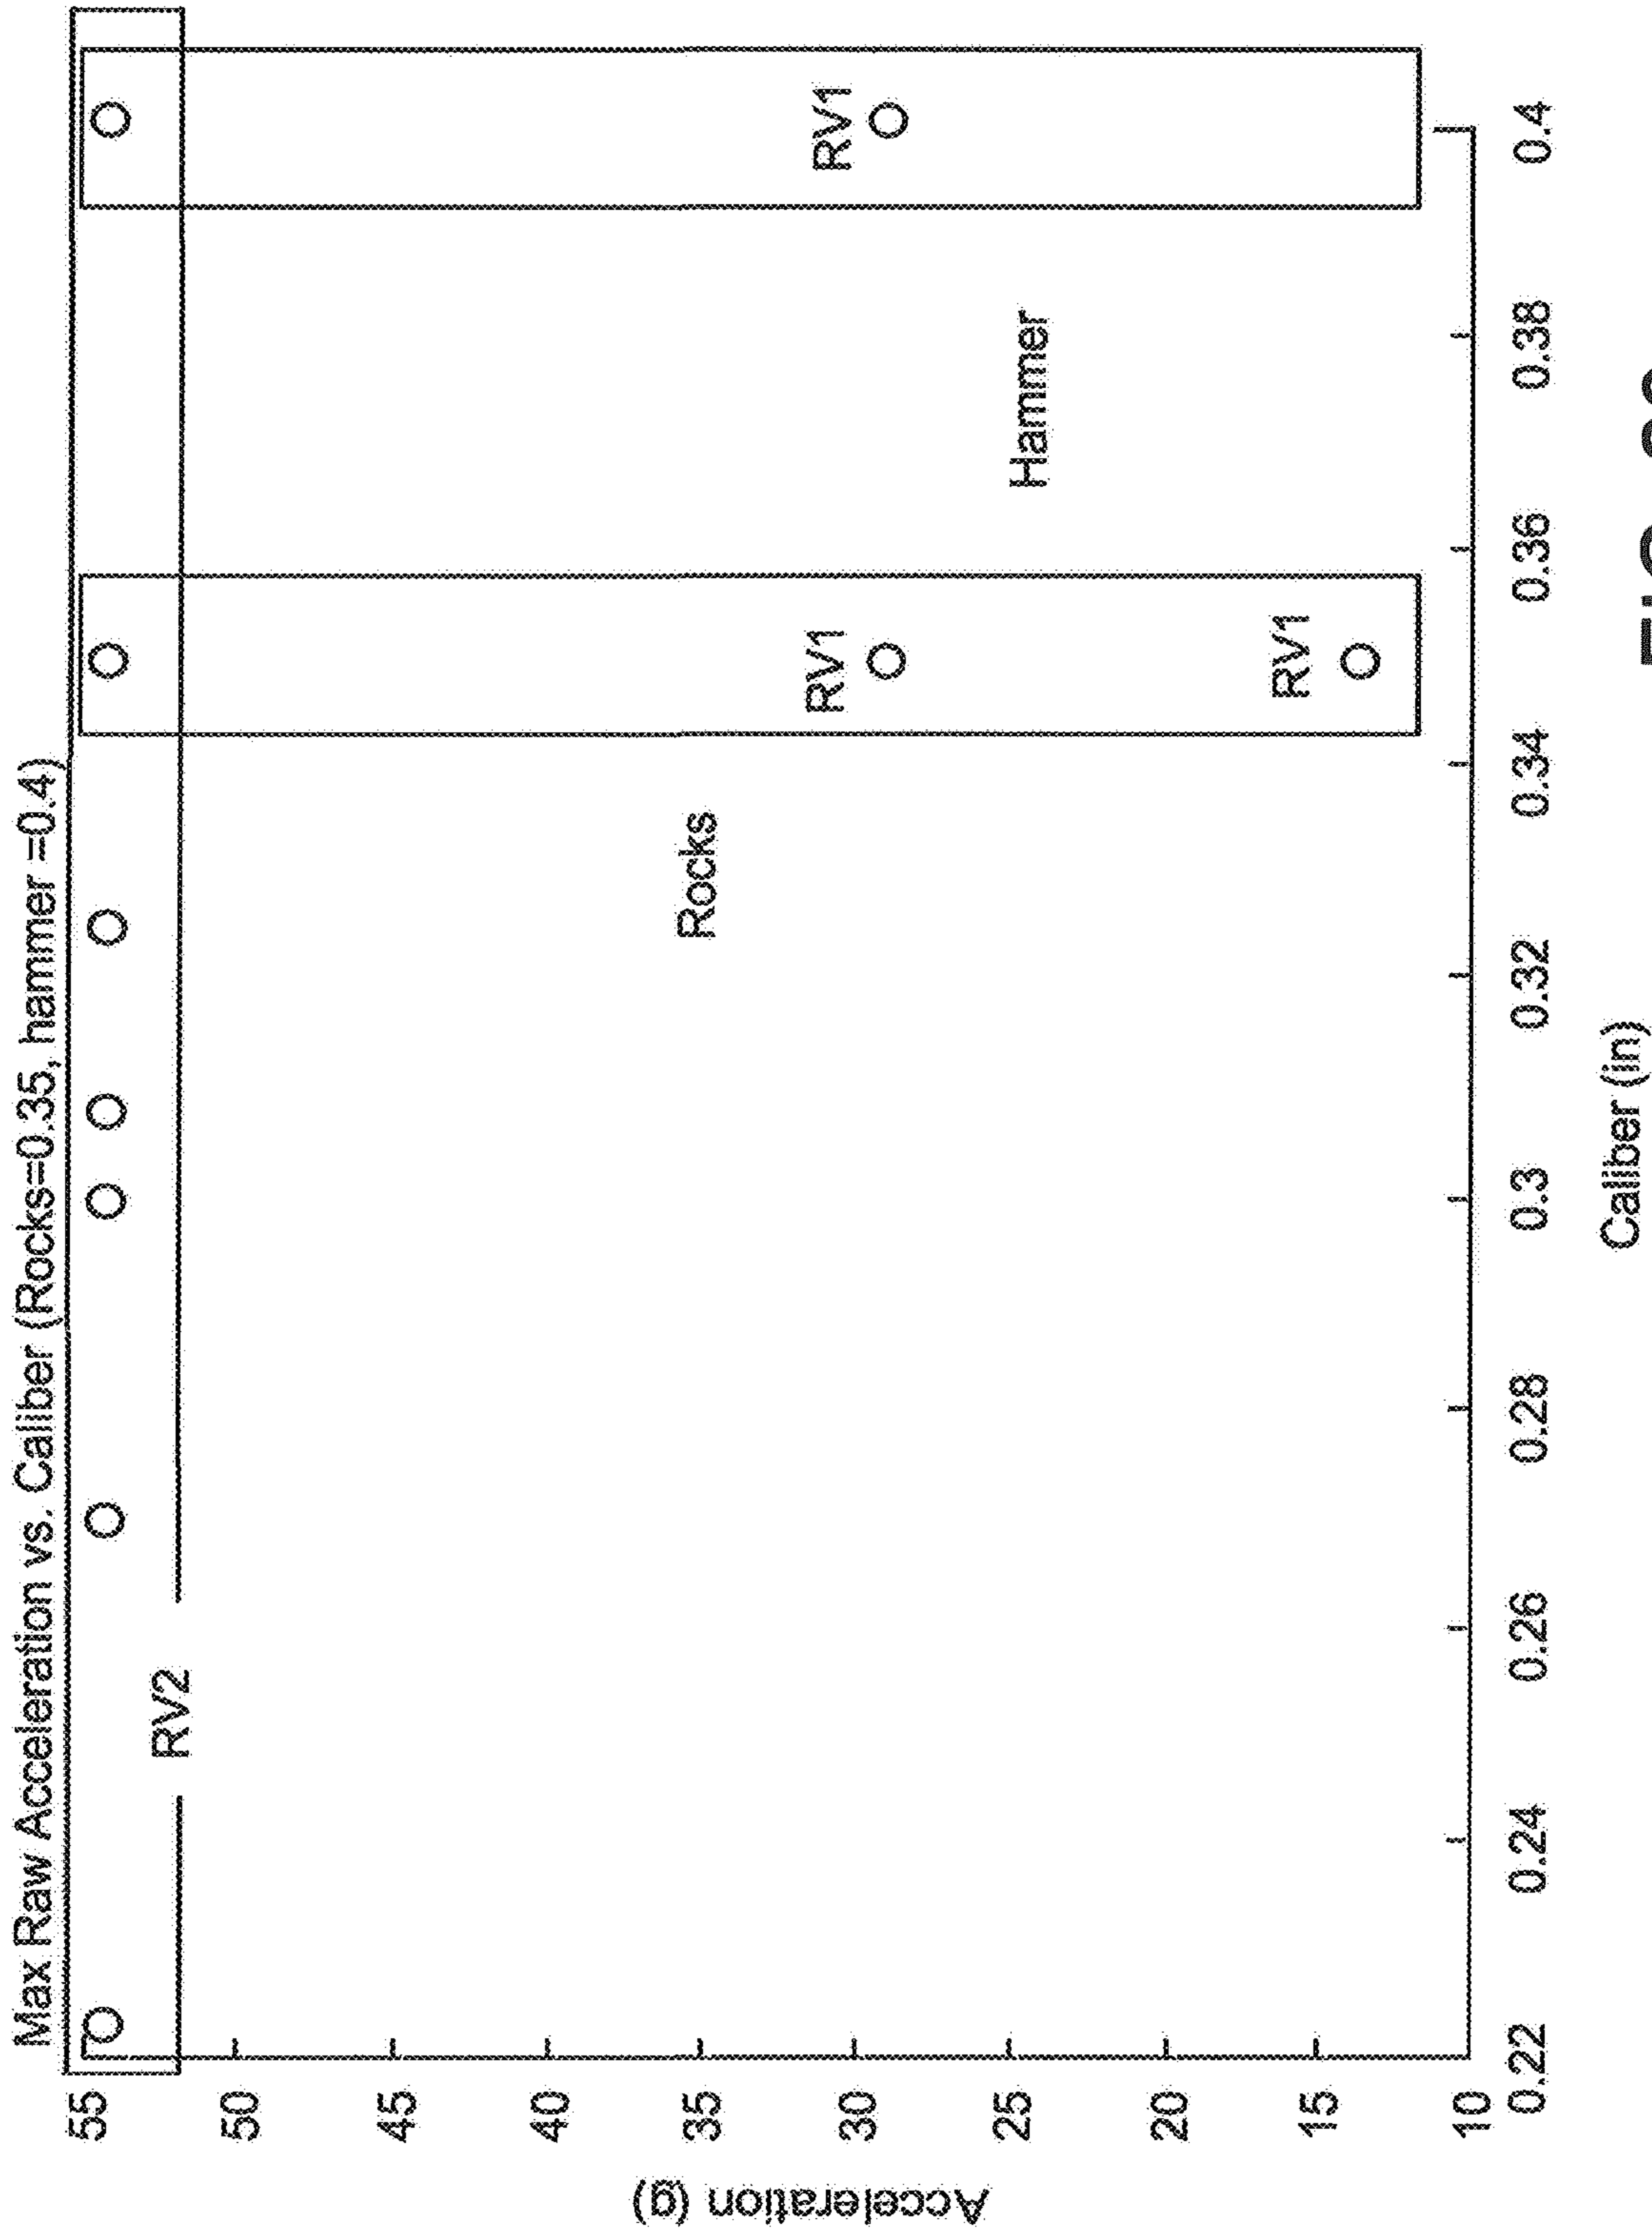 Max Raw Acceleration vs. Caliber (Rocks=0.35, hammer =0.4)
55
50
45
40
35
30
25
20
15
10
Acceleration (g)
RV2
RV1
RV1
RV1
Rocks
Hammer
0.22 0.24 0.26 0.28 0.3 0.32 0.34 0.36 0.38 0.4
Caliber (in)